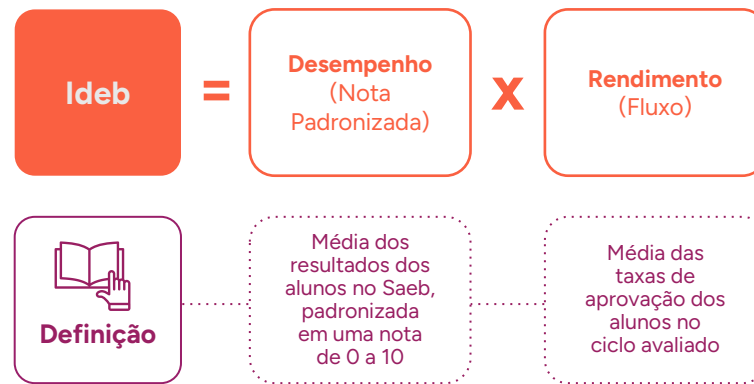 Ideb
=
Desempenho
(Nota
Padronizada)
x
Rendimento
(Fluxo)
Definição
Média dos
resultados dos
alunos no Saeb,
padronizada
em uma nota
de 0 a 10
Média das
taxas de
aprovação dos
alunos no
ciclo avaliado